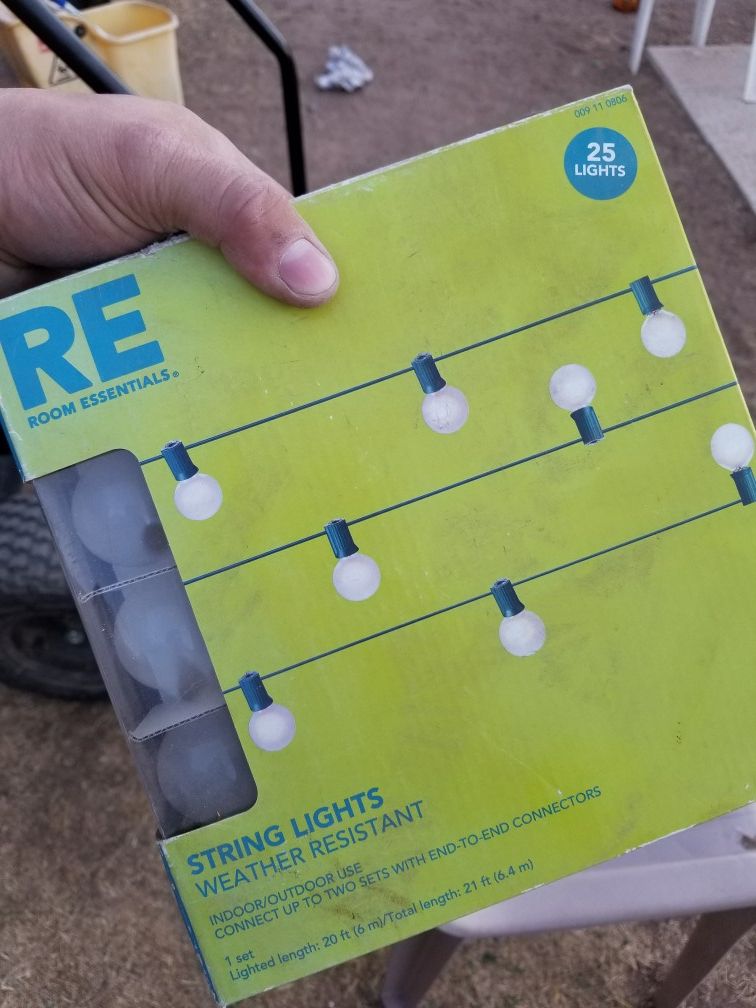 009 11 0806
25
LIGHTS
RE
ROOM ESSENTIALS®
STRING LIGHTS
WEATHER RESISTANT
INDOOR/OUTDOOR USE
CONNECT UP TO TWO SETS WITH END-TO-END CONNECTORS
1 set
Lighted length: 20 ft (6 m)/Total length: 21 ft (6.4 m)